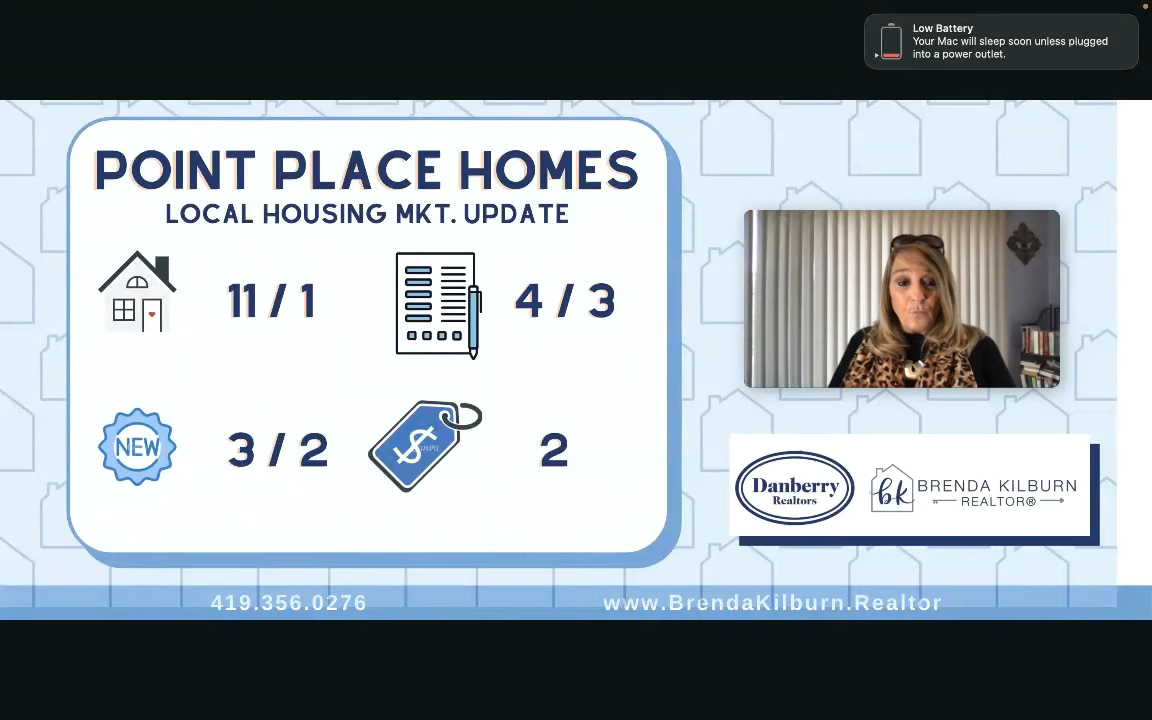 Low Battery
Your Mac will sleep soon unless plugged
into a power outlet.
POINT PLACE HOMES
LOCAL HOUSING MKT. UPDATE
11 / 1
4 / 3
NEW
3 / 2
$
2
Danberry
Realtors
bk
BRENDA KILBURN
REALTOR®
419.356.0276
www.BrendaKilburn.Realtor